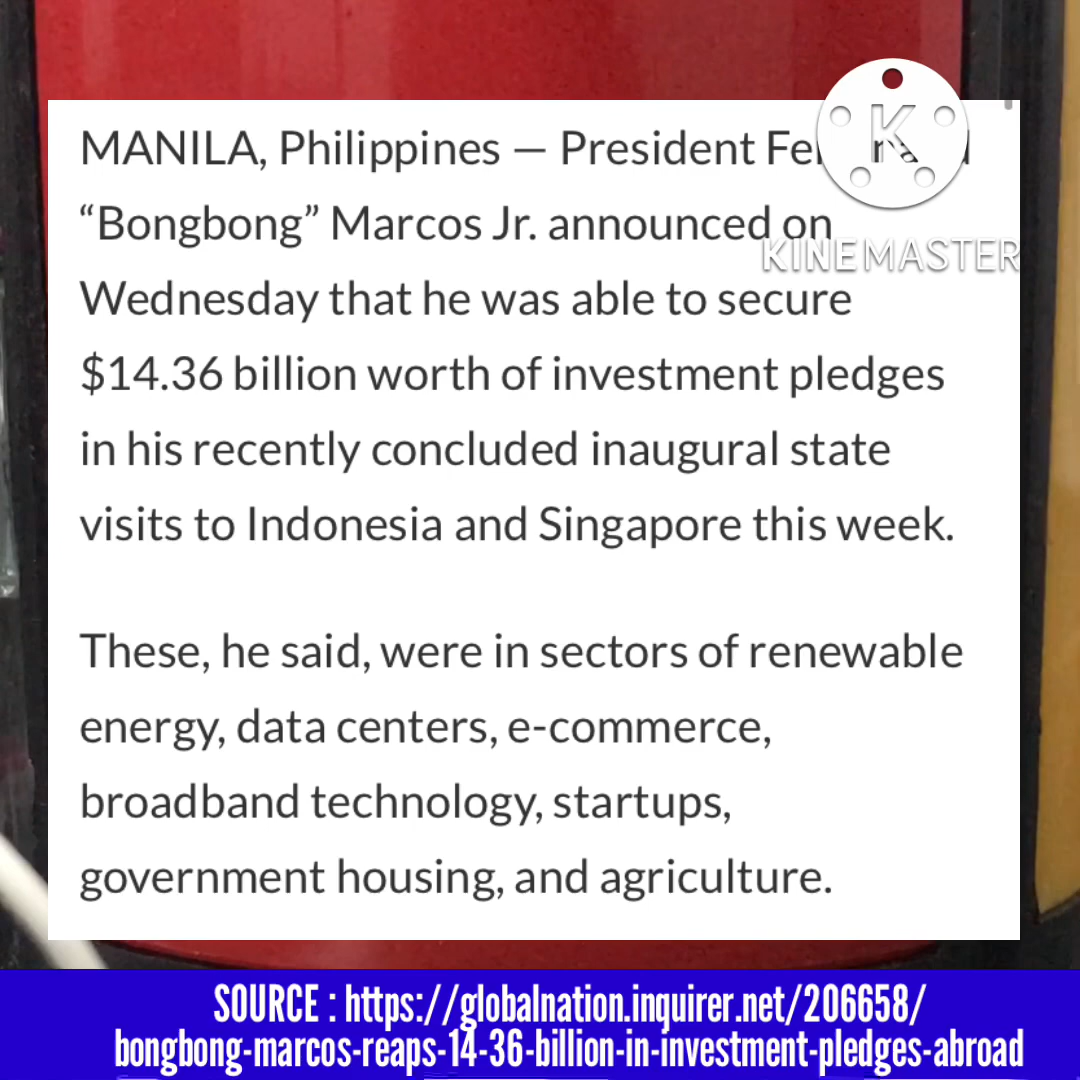 MANILA, Philippines — President
“Bongbong” Marcos Jr. announced on
KINEMASTER
Wednesday that he was able to secure
$14.36 billion worth of investment pledges
in his recently concluded inaugural state
visits to Indonesia and Singapore this week.
These, he said, were in sectors of renewable
energy, data centers, e-commerce,
broadband technology, startups,
government housing, and agriculture.
SOURCE : https://globalnation.inquirer.net/206658/
bongbong-marcos-reaps-14-36-billion-in-investment-pledges-abroad